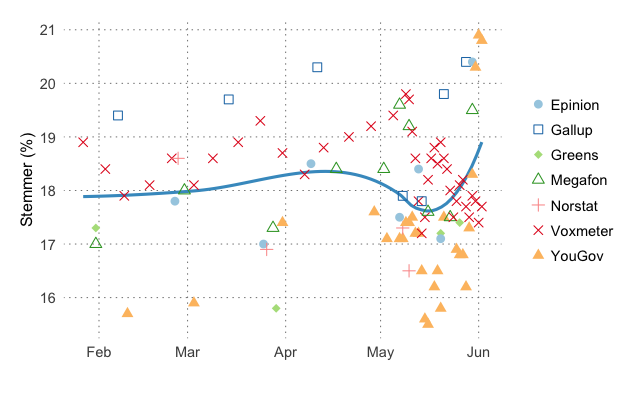 21
20
19
18
17
16
Stemmer (%)
Feb Mar Apr May Jun
Epinion
Gallup
Greens
Megafon
Norstat
Voxmeter
YouGov